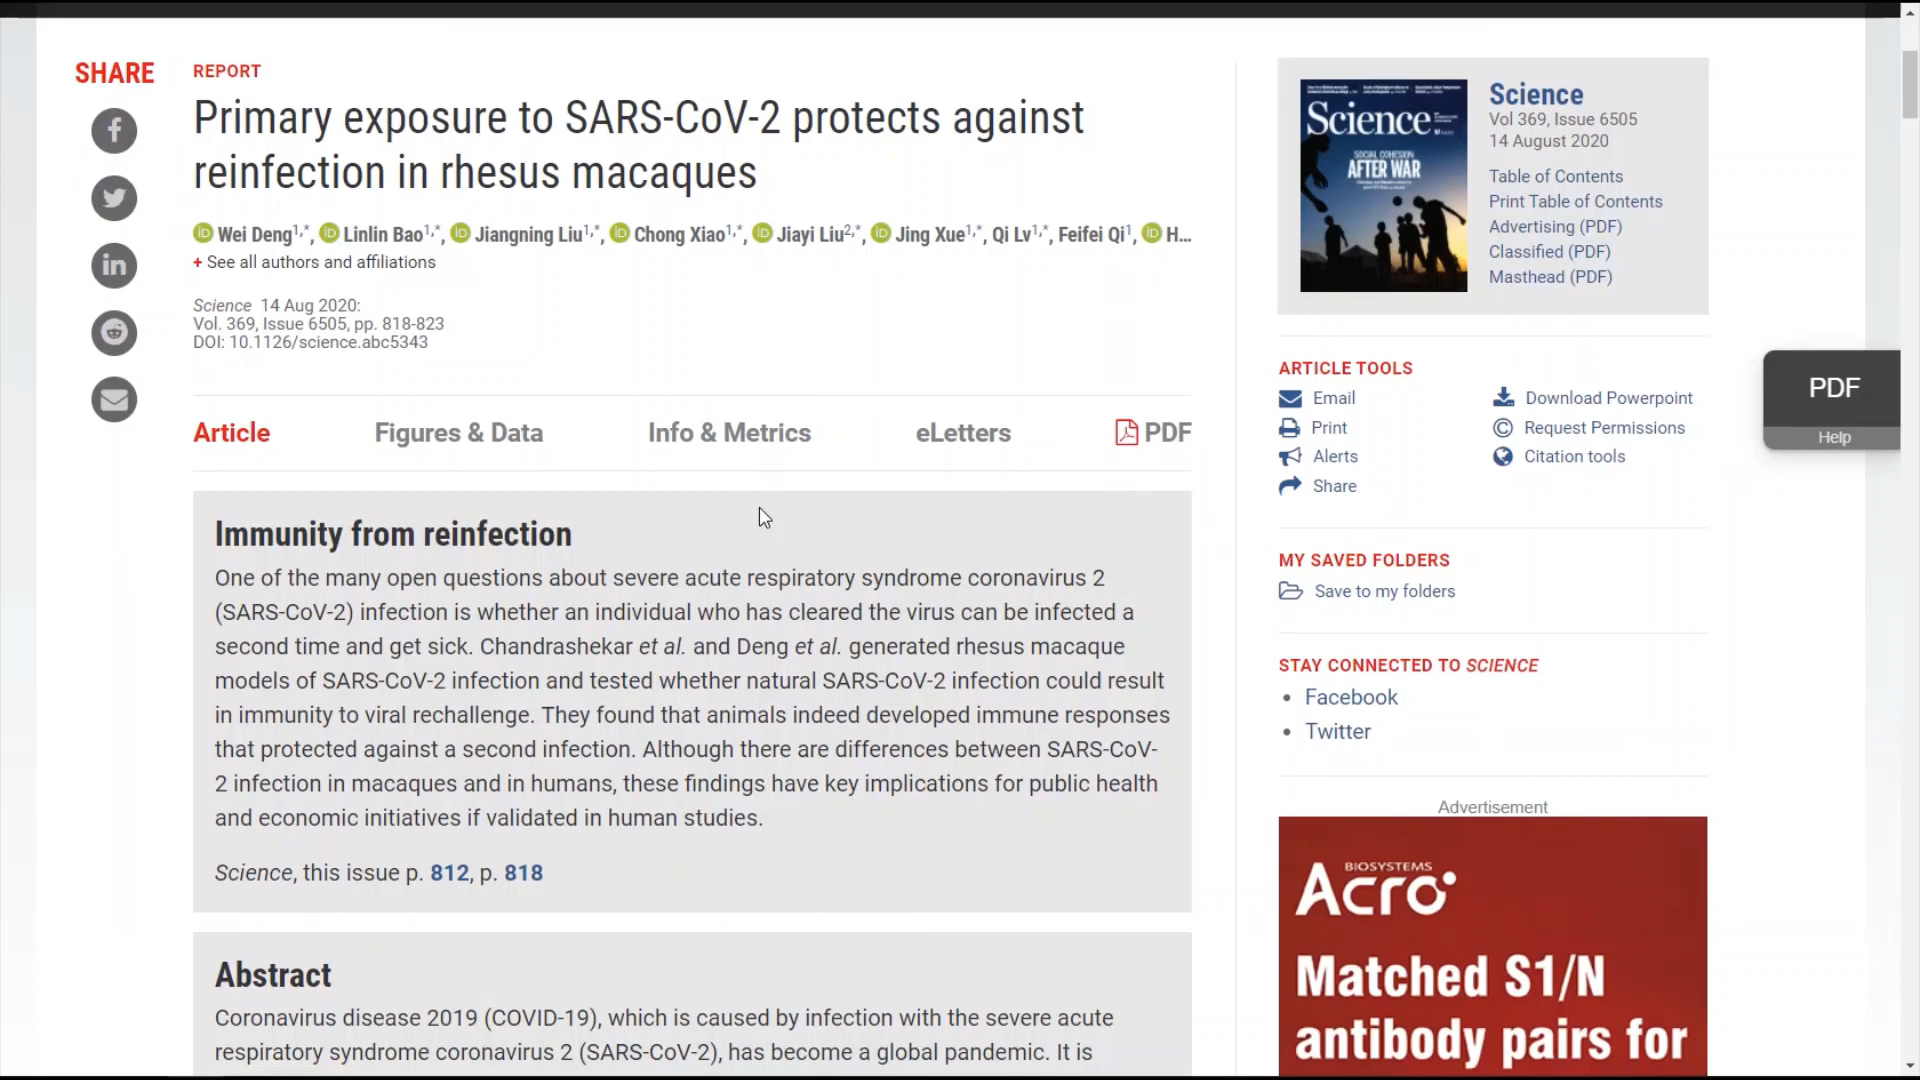 SHARE
REPORT
Primary exposure to SARS-CoV-2 protects against
reinfection in rhesus macaques
Wei Deng1,*, Linlin Bao1,*, Jiangning Liu1,*, Chong Xiao1,*, Jiayi Liu2,*, Jing Xue1,*, Qi Lv1,*, Feifei Qi1, H...
+ See all authors and affiliations
Science 14 Aug 2020:
Vol. 369, Issue 6505, pp. 818-823
DOI: 10.1126/science.abc5343
Article Figures & Data Info & Metrics eLetters PDF
Immunity from reinfection
One of the many open questions about severe acute respiratory syndrome coronavirus 2
(SARS-CoV-2) infection is whether an individual who has cleared the virus can be infected a
second time and get sick. Chandrashekar et al. and Deng et al. generated rhesus macaque
models of SARS-CoV-2 infection and tested whether natural SARS-CoV-2 infection could result
in immunity to viral rechallenge. They found that animals indeed developed immune responses
that protected against a second infection. Although there are differences between SARS-CoV-
2 infection in macaques and in humans, these findings have key implications for public health
and economic initiatives if validated in human studies.
Science, this issue p. 812, p. 818
Abstract
Coronavirus disease 2019 (COVID-19), which is caused by infection with the severe acute
respiratory syndrome coronavirus 2 (SARS-CoV-2), has become a global pandemic. It is
Science
SOCIAL COHESION
AFTER WAR
Science
Vol 369, Issue 6505
14 August 2020
Table of Contents
Print Table of Contents
Advertising (PDF)
Classified (PDF)
Masthead (PDF)
ARTICLE TOOLS
Email
Print
Alerts
Share
Download Powerpoint
Request Permissions
Citation tools
MY SAVED FOLDERS
Save to my folders
STAY CONNECTED TO SCIENCE
Facebook
Twitter
Advertisement
BIOSYSTEMS
Acro
Matched S1/N
antibody pairs for
PDF
Help